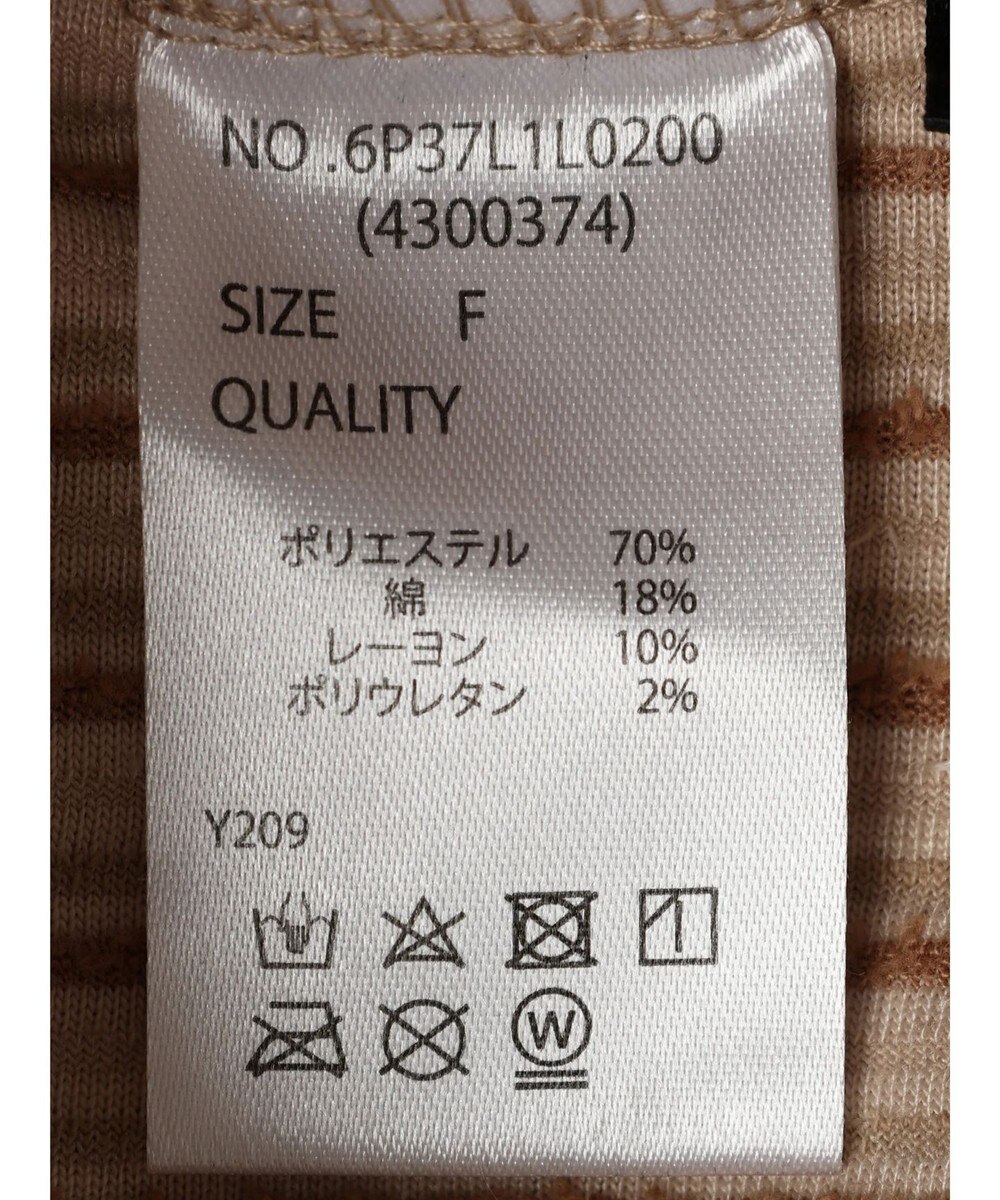 NO.6P37L1L0200
(4300374)
SIZE F
QUALITY
ポリエステル 70%
綿 18%
レーヨン 10%
ポリウレタン 2%
Y209
W